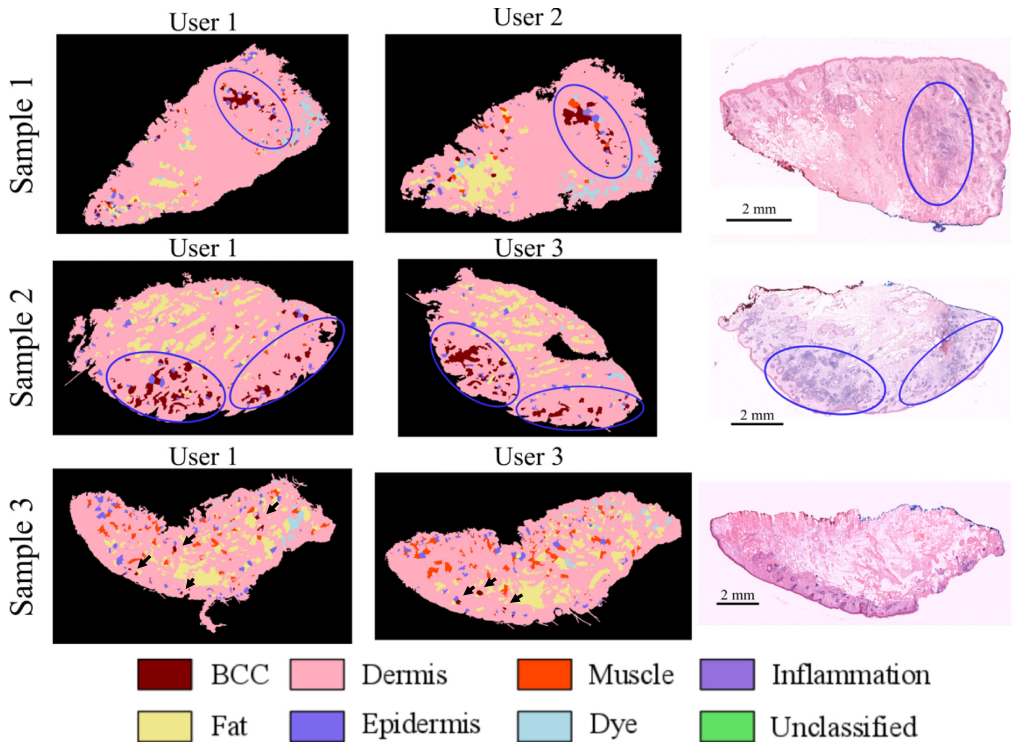 User 1
User 2
Sample 1
2 mm
User 1
User 3
Sample 2
2 mm
User 1
User 3
Sample 3
2 mm
BCC
Dermis
Muscle
Inflammation
Fat
Epidermis
Dye
Unclassified